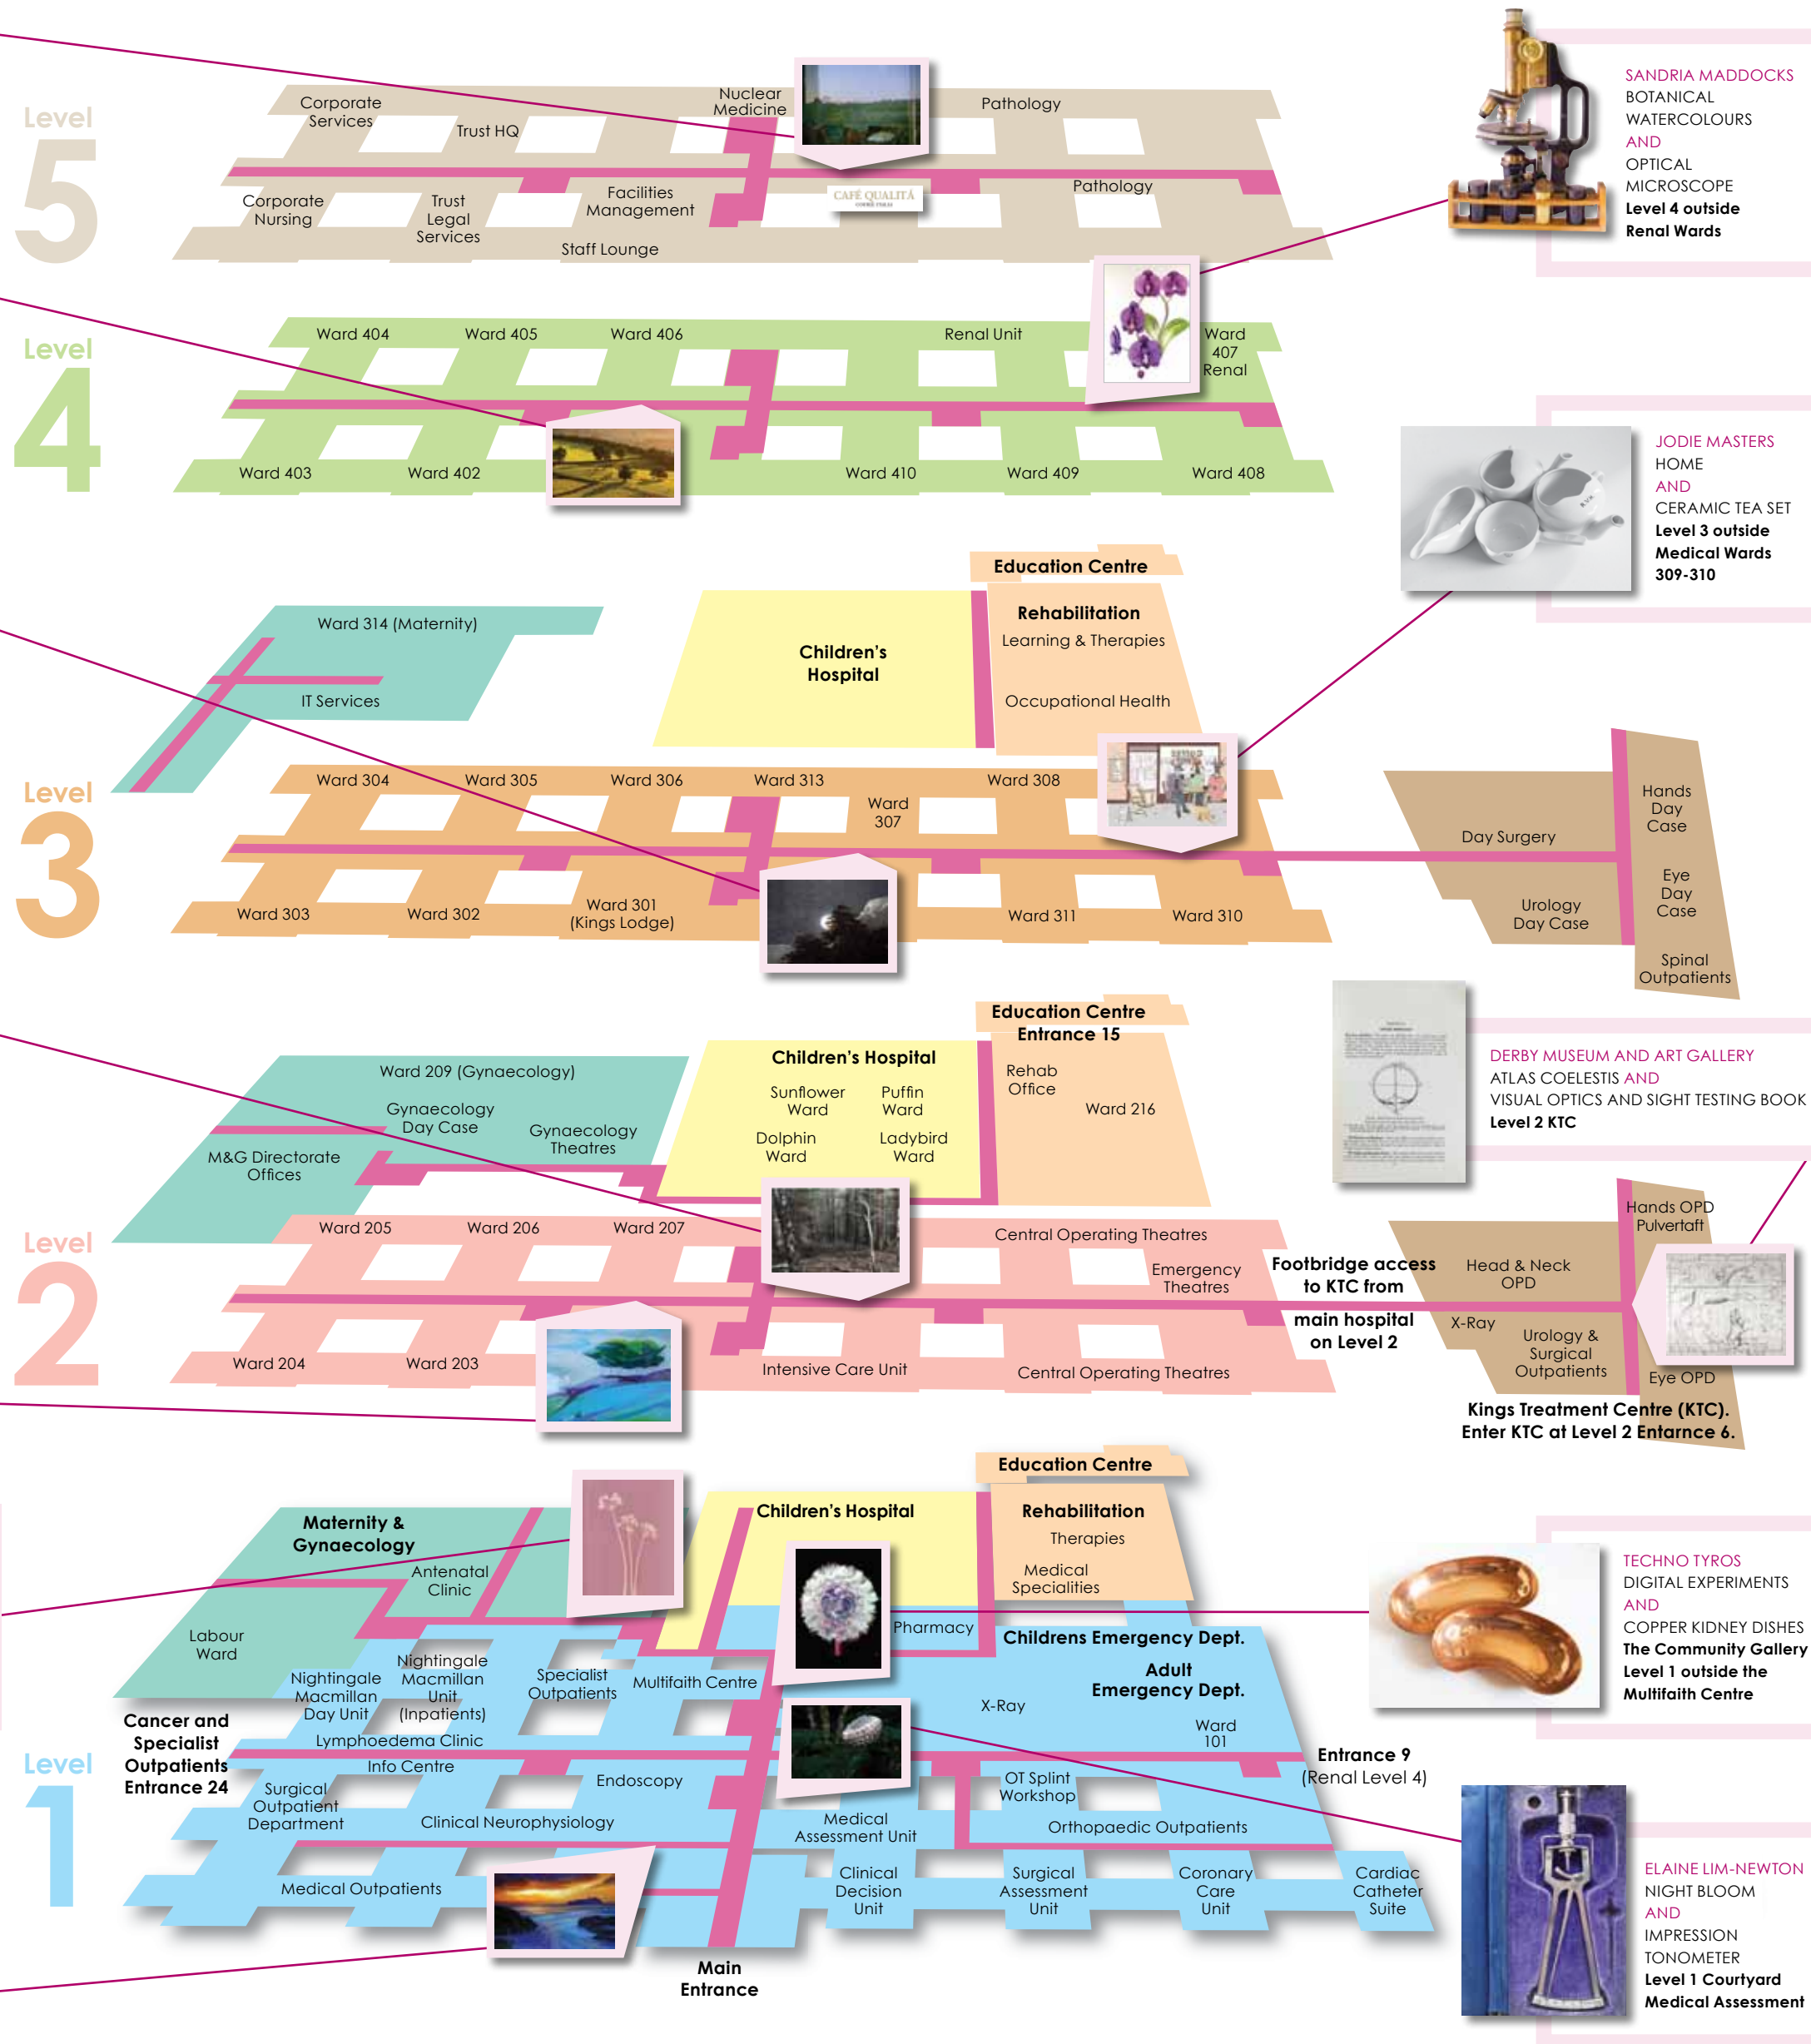 Level
5
Corporate
Services
Trust HQ
Nuclear
Medicine
Pathology
Corporate
Nursing
Trust
Legal
Services
Facilities
Management
CAFÉ QUALITÀ
Pathology
Staff Lounge
SANDRIA MADDOCKS
BOTANICAL
WATERCOLOURS
AND
OPTICAL
MICROSCOPE
Level 4 outside
Renal Wards
Level
4
Ward 404
Ward 405
Ward 406
Renal Unit
Ward
407
Renal
Ward 403
Ward 402
Ward 410
Ward 409
Ward 408
JODIE MASTERS
HOME
AND
CERAMIC TEA SET
Level 3 outside
Medical Wards
309-310
Level
3
Ward 314 (Maternity)
IT Services
Children's
Hospital
Education Centre
Rehabilitation
Learning & Therapies
Occupational Health
Ward 304
Ward 305
Ward 306
Ward 313
Ward
307
Ward 308
Ward 303
Ward 302
Ward 301
(Kings Lodge)
Ward 311
Ward 310
Day Surgery
Urology
Day Case
Hands
Day
Case
Eye
Day
Case
Spinal
Outpatients
DERBY MUSEUM AND ART GALLERY
ATLAS COELESTIS AND
VISUAL OPTICS AND SIGHT TESTING BOOK
Level 2 KTC
Level
2
Ward 209 (Gynaecology)
Gynaecology
Day Case
Gynaecology
Theatres
M&G Directorate
Offices
Children's Hospital
Sunflower
Ward
Puffin
Ward
Dolphin
Ward
Ladybird
Ward
Education Centre
Entrance 15
Rehab
Office
Ward 216
Ward 205
Ward 206
Ward 207
Central Operating Theatres
Emergency
Theatres
Ward 204
Ward 203
Intensive Care Unit
Central Operating Theatres
Footbridge access
to KTC from
main hospital
on Level 2
Hands OPD
Pulvertaft
Head & Neck
OPD
X-Ray
Urology &
Surgical
Outpatients
Eye OPD
Kings Treatment Centre (KTC).
Enter KTC at Level 2 Entarnce 6.
Level
1
Maternity &
Gynaecology
Antenatal
Clinic
Labour
Ward
Children's Hospital
Education Centre
Rehabilitation
Therapies
Medical
Specialities
Pharmacy
Childrens Emergency Dept.
Adult
Emergency Dept.
X-Ray
Ward
101
Nightingale
Macmillan
Day Unit
Nightingale
Macmillan
Unit
(Inpatients)
Specialist
Outpatients
Multifaith Centre
Cancer and
Specialist
Outpatients
Entrance 24
Lymphoedema Clinic
Info Centre
Endoscopy
Surgical
Outpatient
Department
Clinical Neurophysiology
Medical Outpatients
Entrance 9
(Renal Level 4)
OT Splint
Workshop
Medical
Assessment Unit
Orthopaedic Outpatients
Clinical
Decision
Unit
Surgical
Assessment
Unit
Coronary
Care
Unit
Cardiac
Catheter
Suite
Main
Entrance
TECHNO TYROS
DIGITAL EXPERIMENTS
AND
COPPER KIDNEY DISHES
The Community Gallery
Level 1 outside the
Multifaith Centre
ELAINE LIM-NEWTON
NIGHT BLOOM
AND
IMPRESSION
TONOMETER
Level 1 Courtyard
Medical Assessment